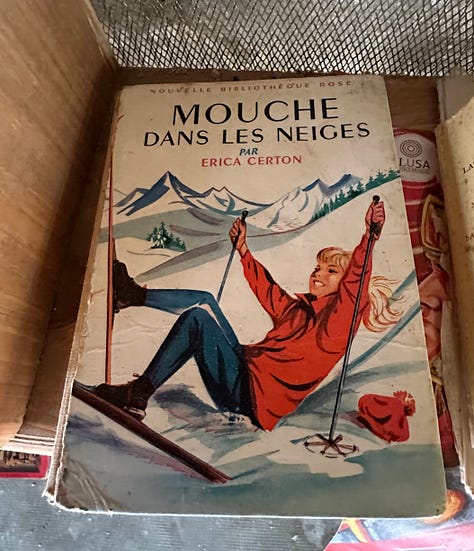 NOUVELLE BIBLIOTHÈQUE ROSE
MOUCHE
DANS LES NEIGES
PAR
ERICA CERTON
LUSA